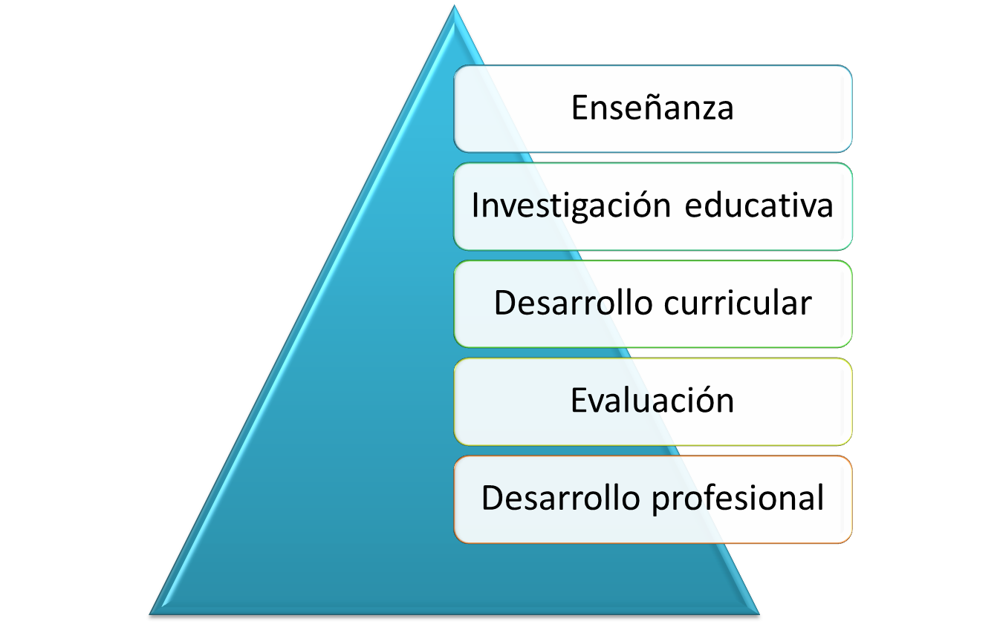 Enseñanza
Investigación educativa
Desarrollo curricular
Evaluación
Desarrollo profesional